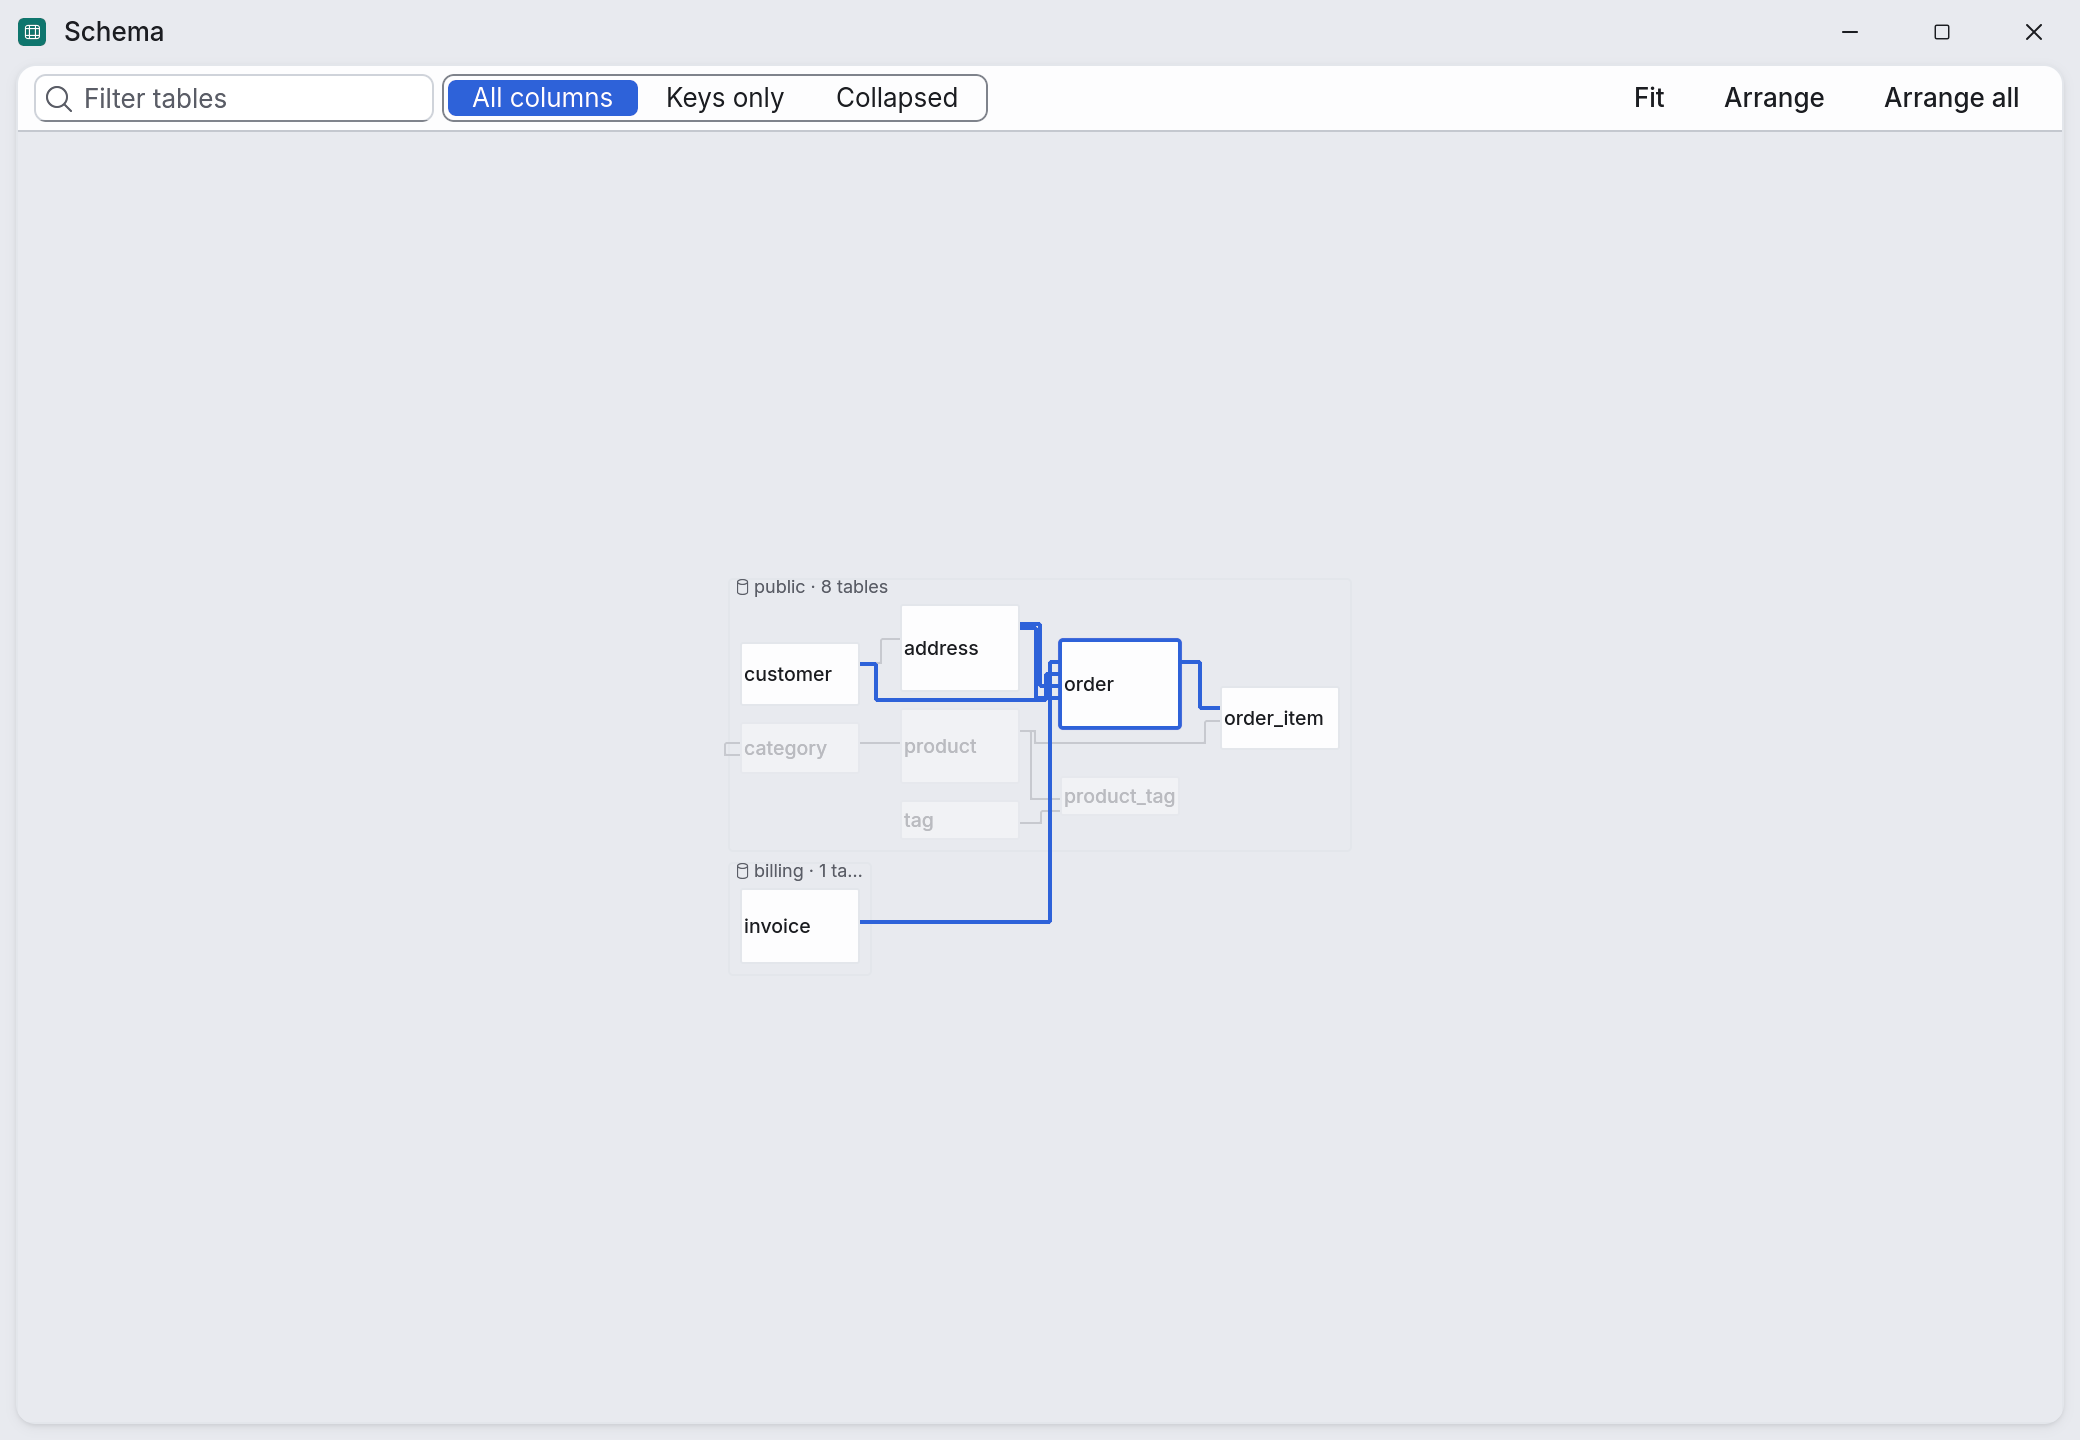 Schema
Filter tables
All columns
Keys only
Collapsed
Fit
Arrange
Arrange all
public · 8 tables
address
customer
order
order_item
category
product
product_tag
tag
billing · 1 ta...
invoice